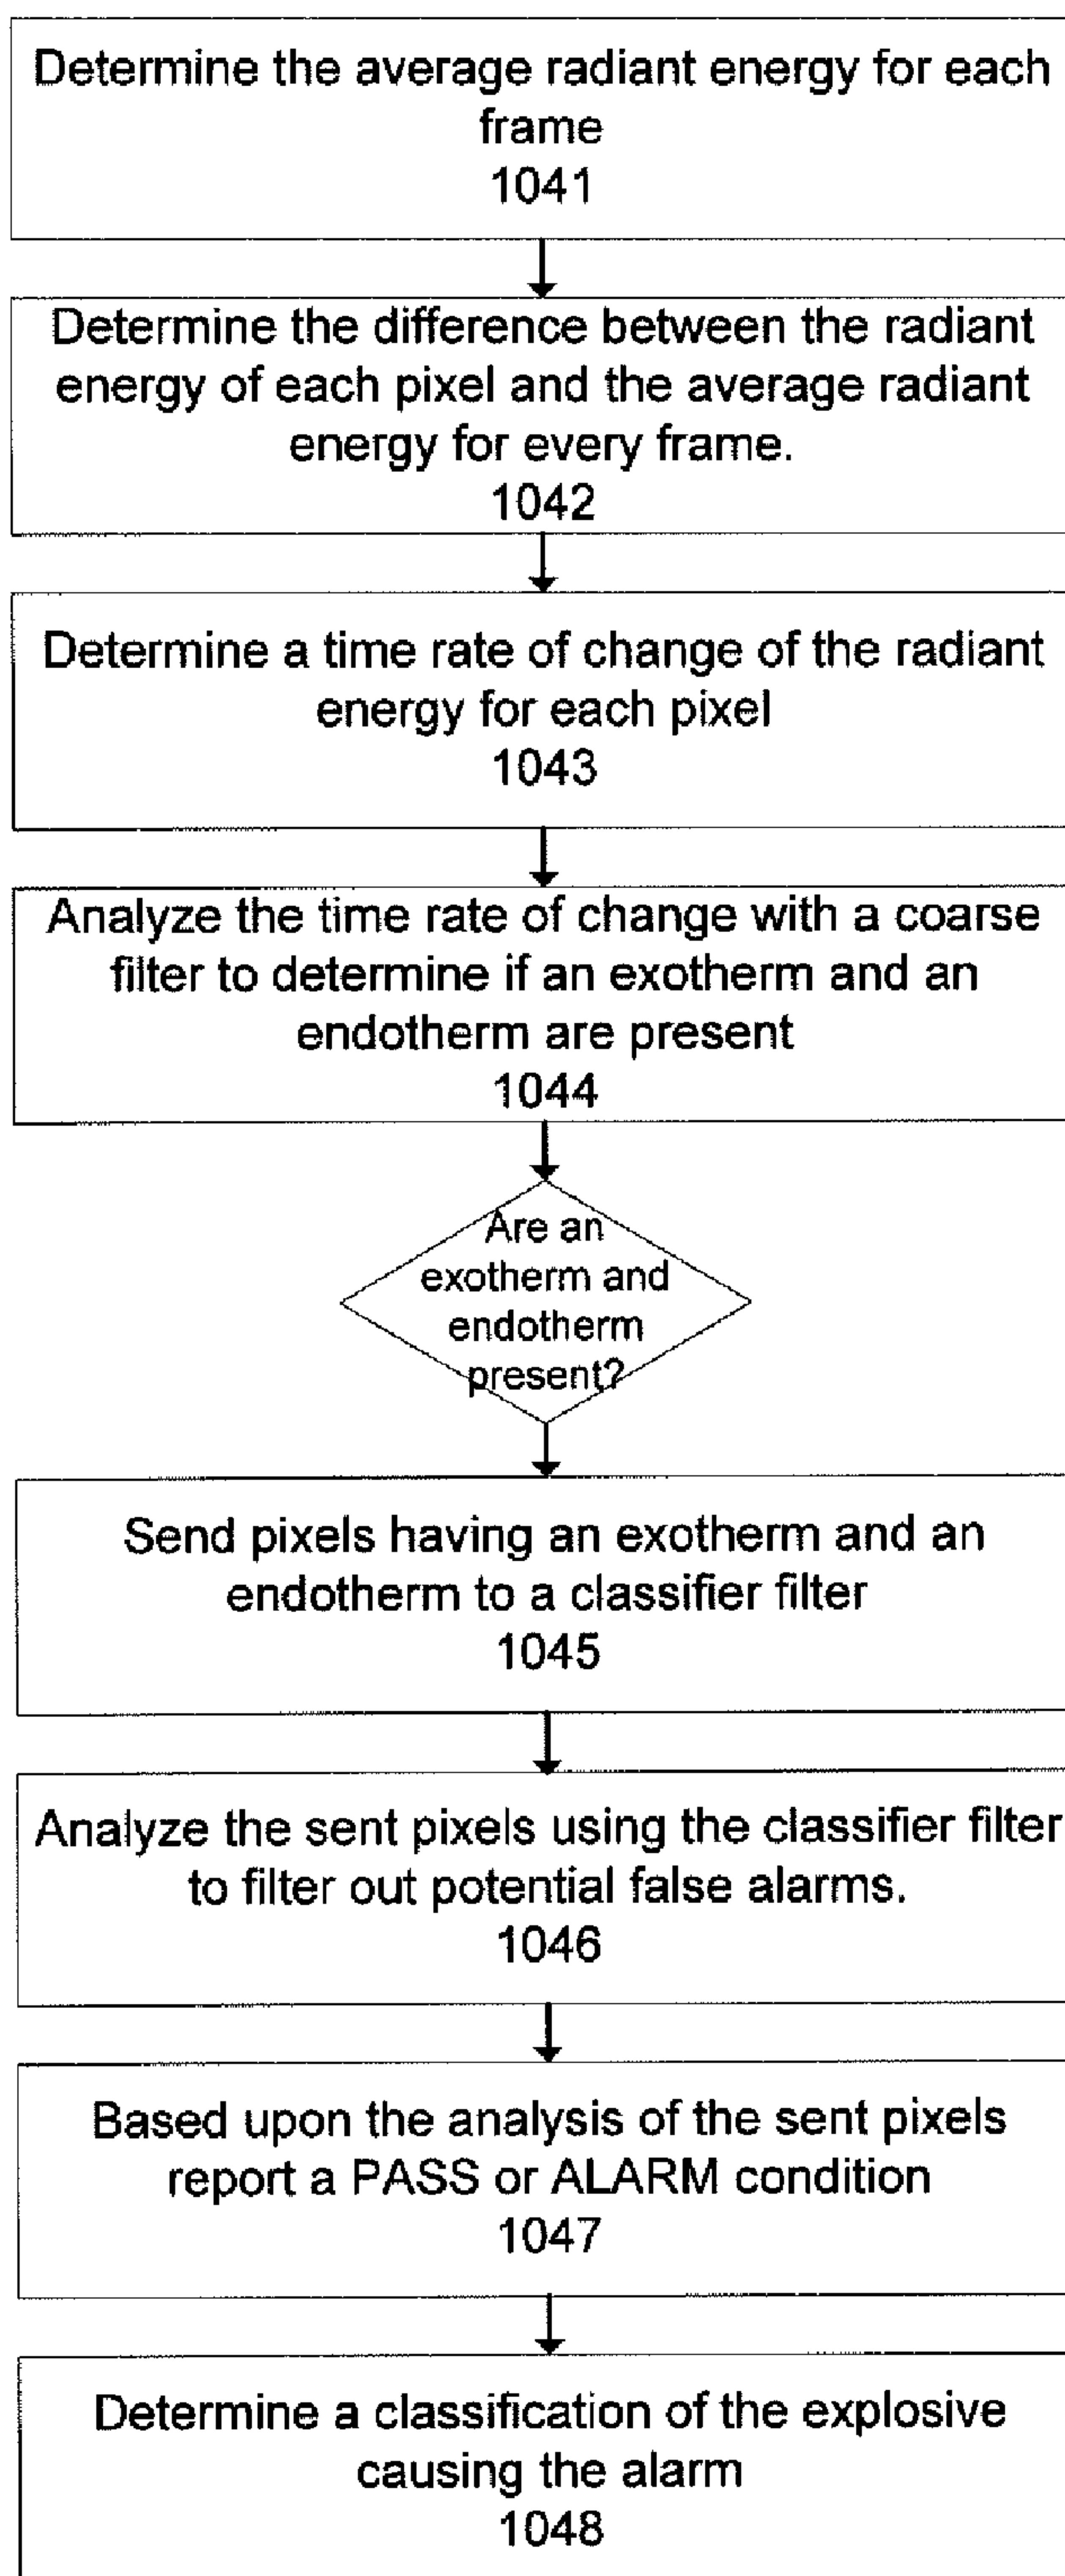 Determine the average radiant energy for each
frame
1041
Determine the difference between the radiant
energy of each pixel and the average radiant
energy for every frame.
1042
Determine a time rate of change of the radiant
energy for each pixel
1043
Analyze the time rate of change with a coarse
filter to determine if an exotherm and an
endotherm are present
1044
Are an
exotherm and
endotherm
present?
Send pixels having an exotherm and an
endotherm to a classifier filter
1045
Analyze the sent pixels using the classifier filter
to filter out potential false alarms.
1046
Based upon the analysis of the sent pixels
report a PASS or ALARM condition
1047
Determine a classification of the explosive
causing the alarm
1048